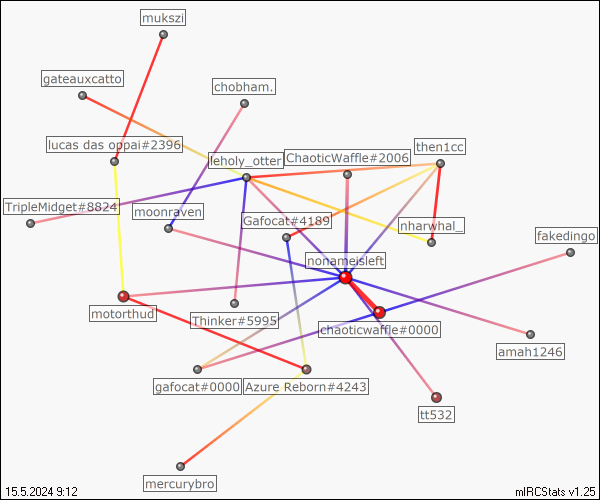 mukszi
gateauxcatto
chobham.
lucas das oppai#2396
then1cc
leholy_otter
ChaoticWaffle#2006
TripleMidget#8824
moonraven
Gafocat#4189
nharwhal_
fakedingo
nonameisleft
motorthud
Thinker#5995
chaoticwaffle#0000
amah1246
gafocat#0000
Azure Reborn#4243
tt532
mercurybro
15.5.2024 9:12
mIRCStats v1.25